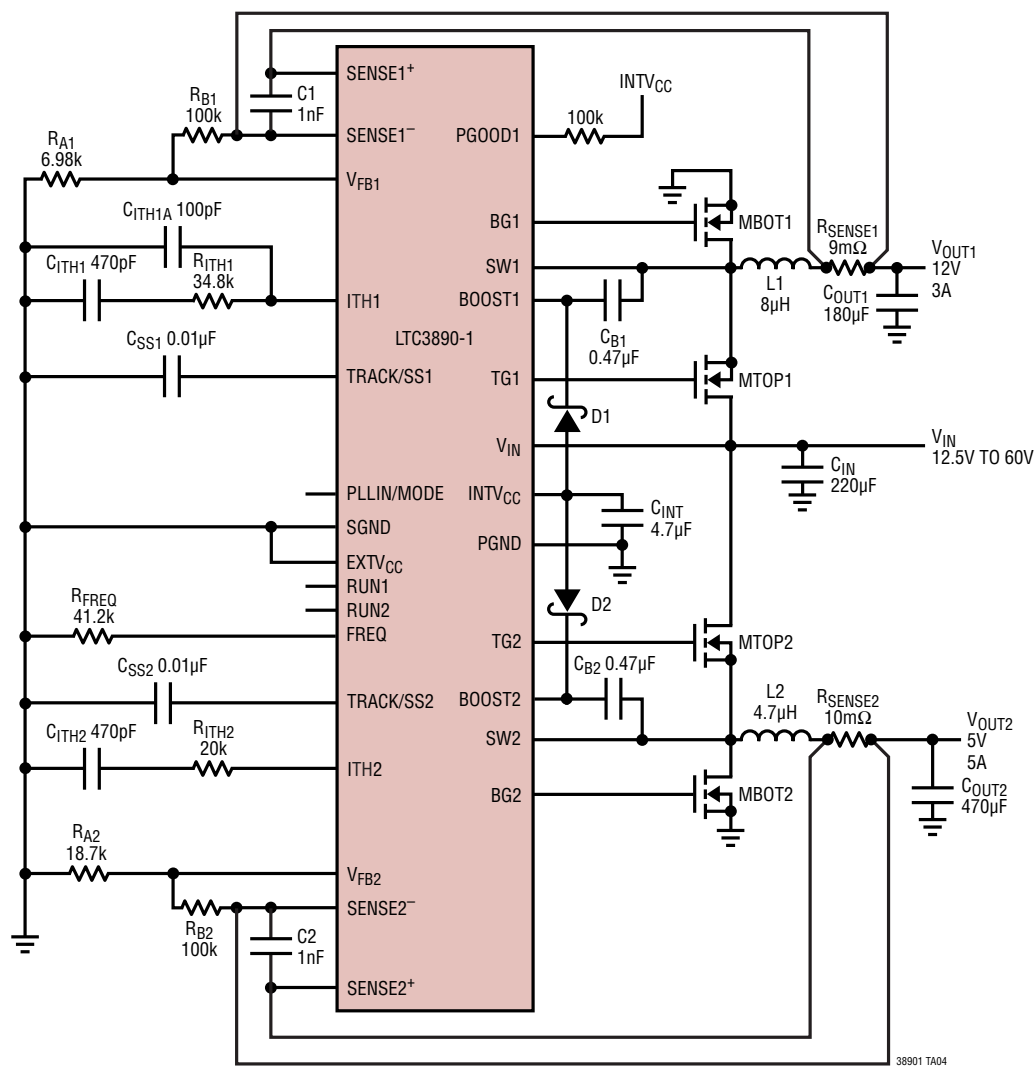 SENSE1+
RB1
100k
C1
1nF
INTVCC
100k
SENSE1–
PGOOD1
RA1
6.98k
VFB1
CITH1A 100pF
BG1
MBOT1
RSENSE1
9mΩ
VOUT1
12V
3A
CITH1 470pF
RITH1
34.8k
SW1
L1
8µH
COUT1
180µF
ITH1
BOOST1
CB1
0.47µF
LTC3890-1
CSS1 0.01µF
TRACK/SS1
TG1
MTOP1
D1
VIN
VIN
12.5V TO 60V
CIN
220µF
PLLIN/MODE
INTVCC
CINT
4.7µF
SGND
PGND
EXTVCC
RUN1
RUN2
D2
RFREQ
41.2k
FREQ
TG2
MTOP2
CSS2 0.01µF
CB2 0.47µF
TRACK/SS2
BOOST2
L2
4.7µH
RSENSE2
10mΩ
VOUT2
5V
5A
CITH2 470pF
RITH2
20k
SW2
ITH2
BG2
MBOT2
COUT2
470µF
RA2
18.7k
VFB2
SENSE2–
RB2
100k
C2
1nF
SENSE2+
38901 TA04